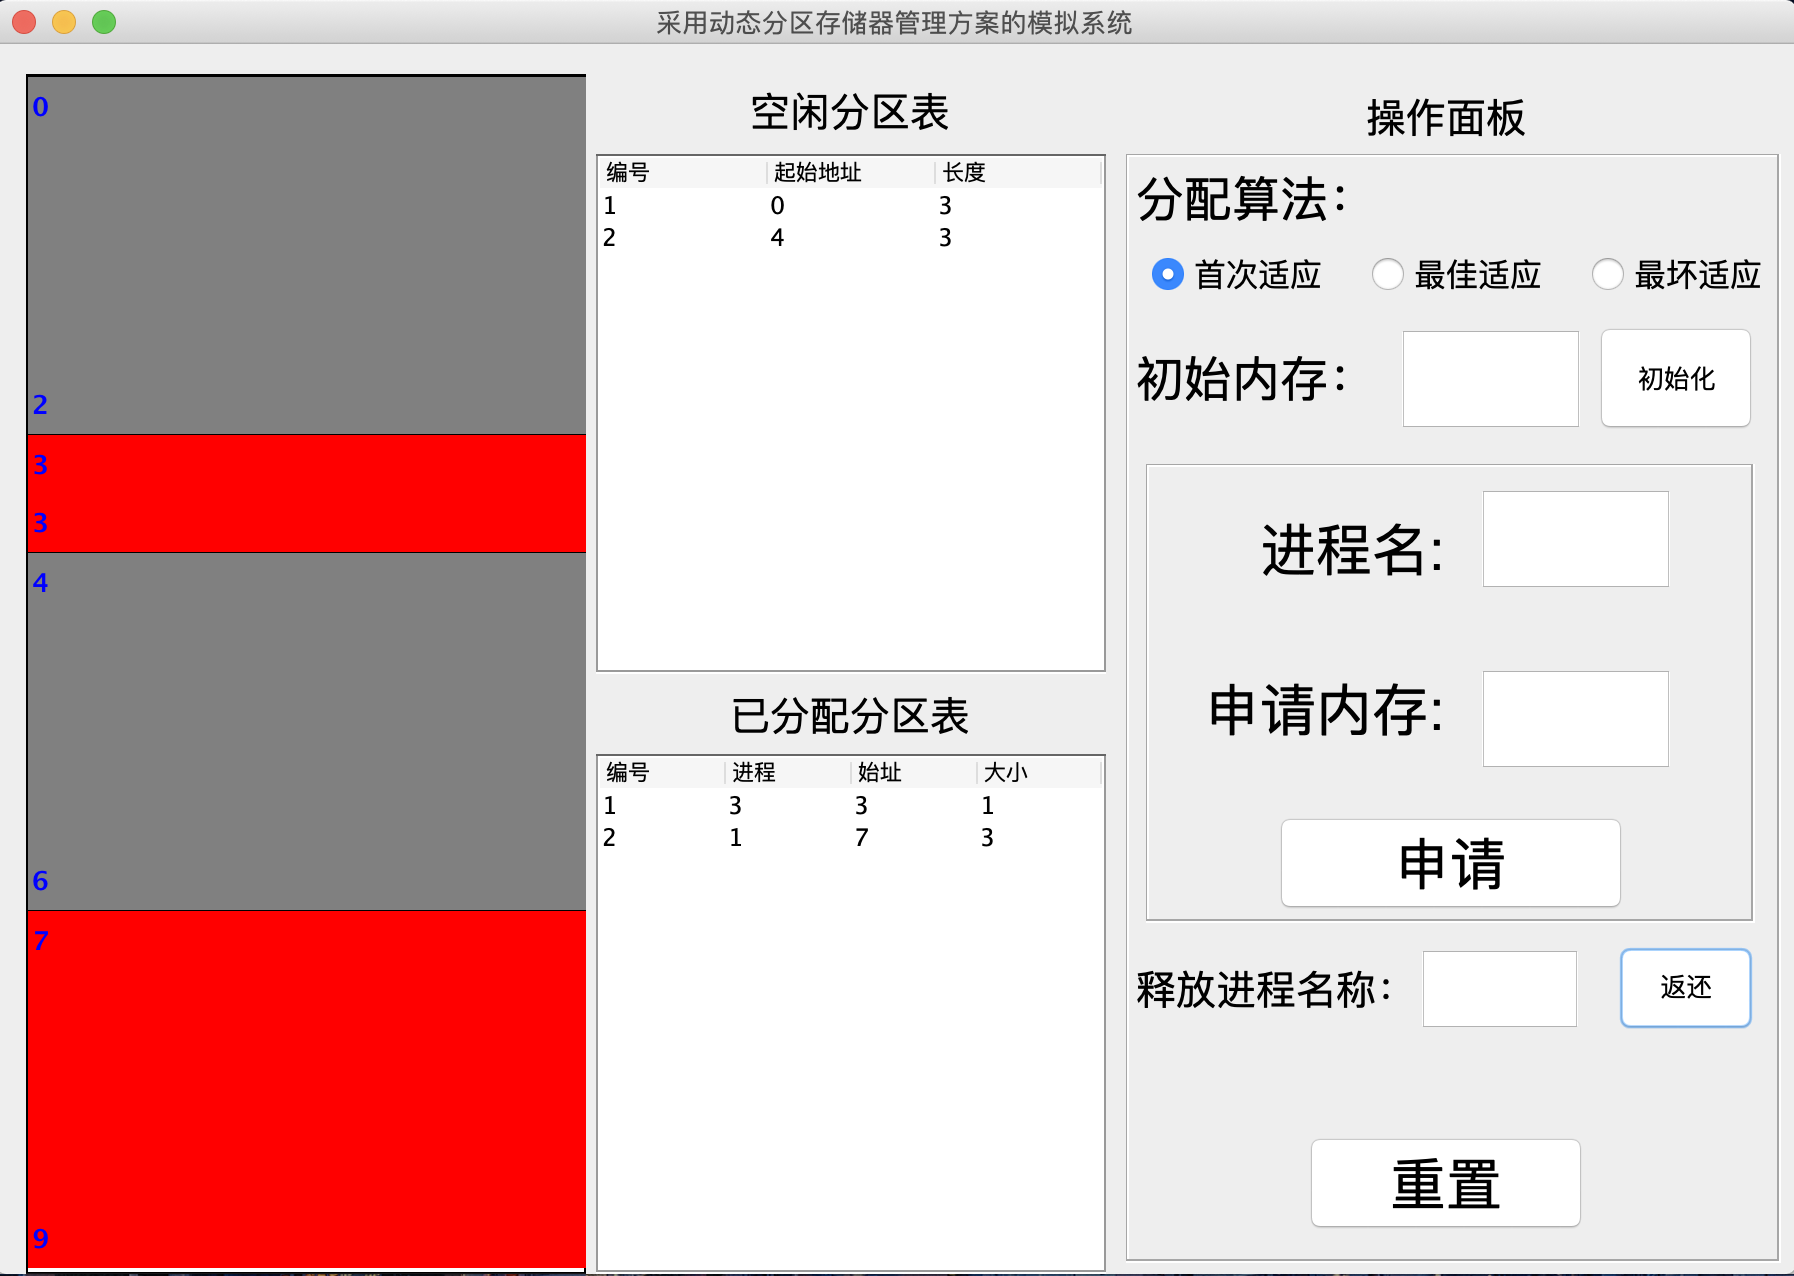 采用动态分区存储器管理方案的模拟系统
0
2
3
3
4
6
7
9
空闲分区表
编号 起始地址 长度
1 0 3
2 4 3
已分配分区表
编号 进程 始址 大小
1 3 3 1
2 1 7 3
操作面板
分配算法：
首次适应 最佳适应 最坏适应
初始内存： 初始化
进程名:
申请内存:
申请
释放进程名称： 返还
重置